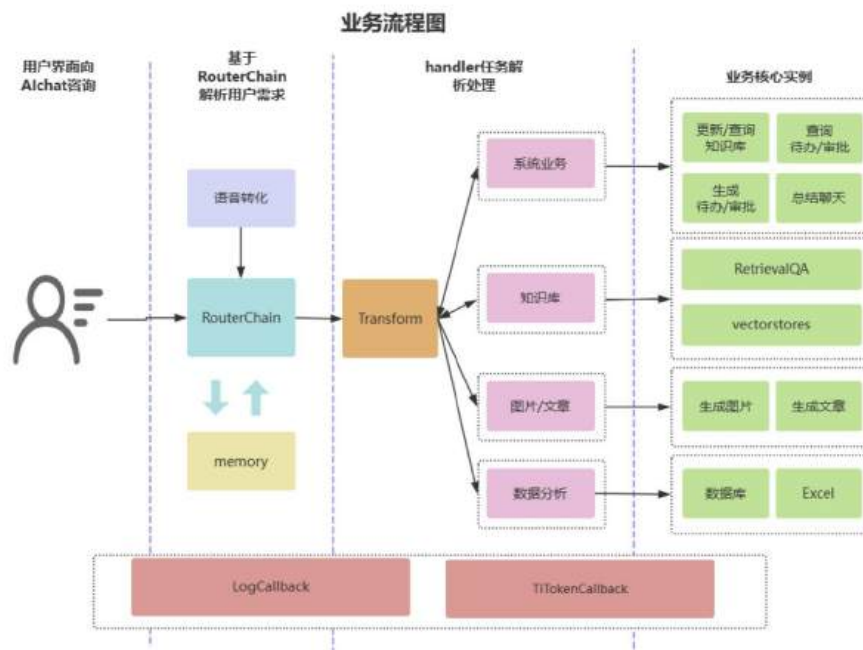 业务流程图
用户界面向
AIchat咨询
基于
RouterChain
解析用户需求
handler任务解
析处理
业务核心实例
语音转化
RouterChain
memory
Transform
系统业务
知识库
图片/文章
数据分析
更新/查询
知识库
查询
待办/审批
生成
待办/审批
总结聊天
RetrievalQA
vectorstores
生成图片
生成文章
数据库
Excel
LogCallback
TiTokenCallback